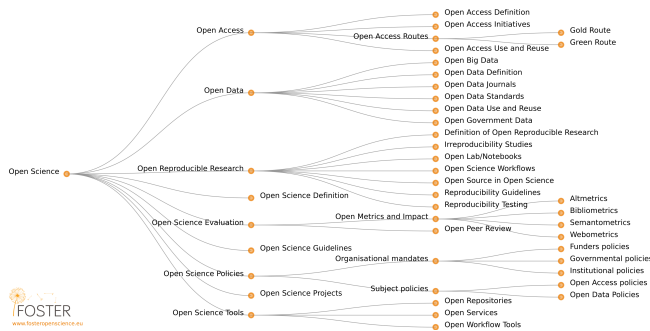 Open Science
Open Access
Open Access Definition
Open Access Initiatives
Open Access Routes
Gold Route
Green Route
Open Access Use and Reuse
Open Data
Open Big Data
Open Data Definition
Open Data Journals
Open Data Standards
Open Data Use and Reuse
Open Government Data
Open Reproducible Research
Definition of Open Reproducible Research
Irreproducibility Studies
Open Lab/Notebooks
Open Science Workflows
Open Source in Open Science
Reproducibility Guidelines
Reproducibility Testing
Open Science Definition
Open Science Evaluation
Open Metrics and Impact
Altmetrics
Bibliometrics
Semantometrics
Webometrics
Open Peer Review
Open Science Guidelines
Open Science Policies
Organisational mandates
Funders policies
Governmental policies
Institutional policies
Subject policies
Open Access policies
Open Data Policies
Open Science Projects
Open Science Tools
Open Repositories
Open Services
Open Workflow Tools
FOSTER
www.fosteropenscience.eu